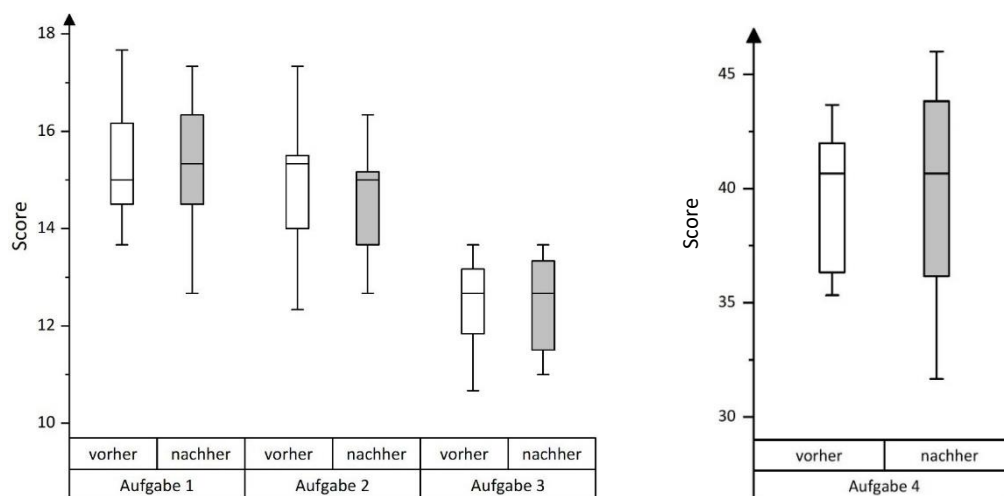 Score
18
16
14
12
10
vorher nachher vorher nachher vorher nachher
Aufgabe 1 Aufgabe 2 Aufgabe 3
Score
45
40
35
30
vorher nachher
Aufgabe 4